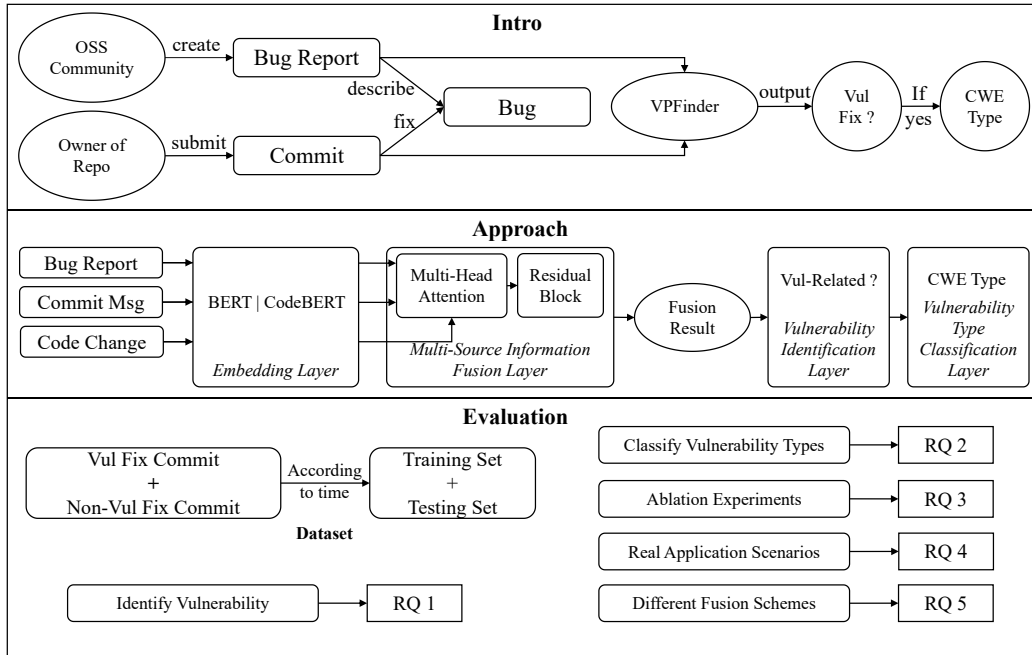 Intro
OSS
Community
create
Bug Report
describe
Bug
fix
Owner of
Repo
submit
Commit
VPFinder
output
Vul
Fix ?
If
yes
CWE
Type
Approach
Bug Report
Commit Msg
Code Change
BERT | CodeBERT
Embedding Layer
Multi-Head
Attention
Residual
Block
Multi-Source Information
Fusion Layer
Fusion
Result
Vul-Related ?
Vulnerability
Identification
Layer
CWE Type
Vulnerability
Type
Classification
Layer
Evaluation
Vul Fix Commit
+
Non-Vul Fix Commit
According
to time
Training Set
+
Testing Set
Dataset
Identify Vulnerability
RQ 1
Classify Vulnerability Types
RQ 2
Ablation Experiments
RQ 3
Real Application Scenarios
RQ 4
Different Fusion Schemes
RQ 5